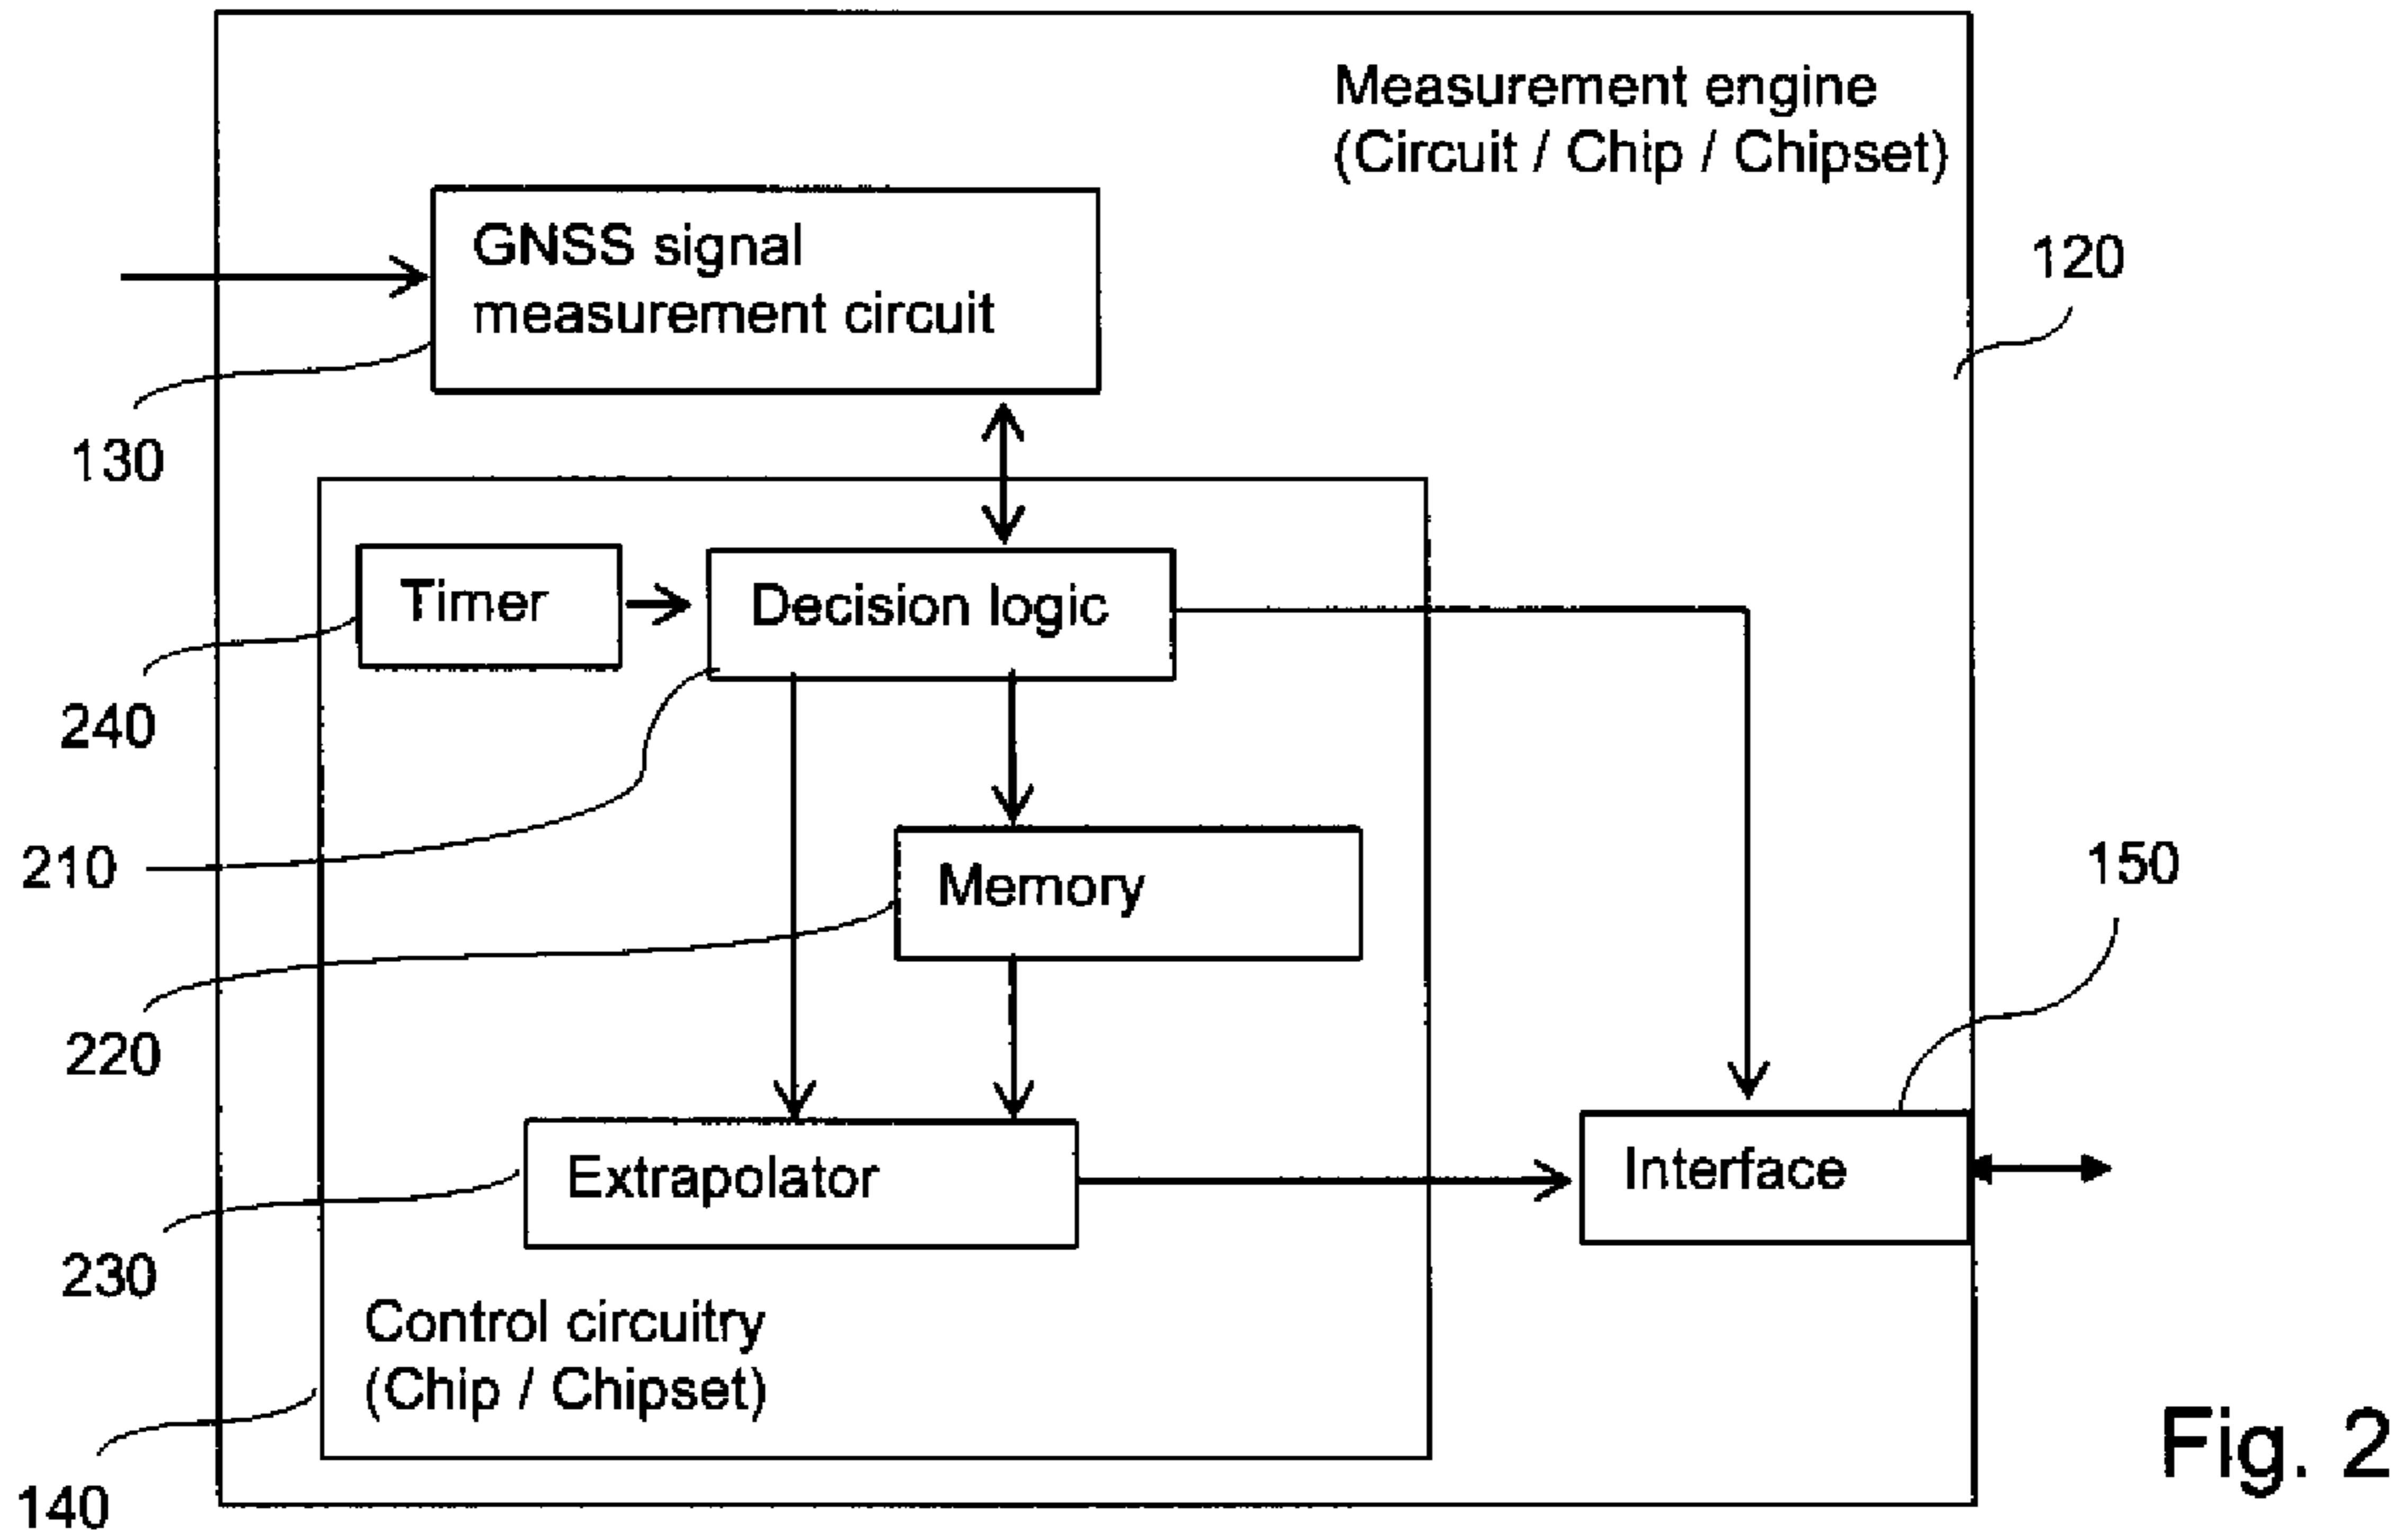 Measurement engine
(Circuit / Chip / Chipset)
GNSS signal
measurement circuit
120
130
Timer
Decision logic
240
210
Memory
150
220
Extrapolator
Interface
230
Control circuitry
(Chip / Chipset)
140
Fig. 2